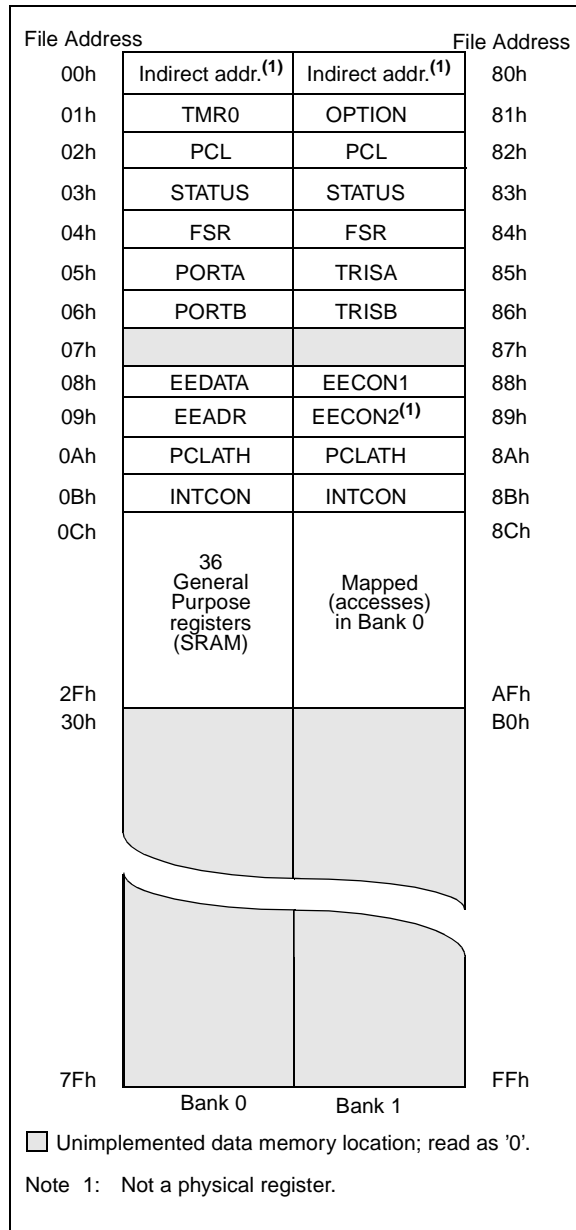 File Address File Address
00h Indirect addr.(1) Indirect addr.(1) 80h
01h TMR0 OPTION 81h
02h PCL PCL 82h
03h STATUS STATUS 83h
04h FSR FSR 84h
05h PORTA TRISA 85h
06h PORTB TRISB 86h
07h 87h
08h EEDATA EECON1 88h
09h EEADR EECON2(1) 89h
0Ah PCLATH PCLATH 8Ah
0Bh INTCON INTCON 8Bh
0Ch 8Ch
36
General
Purpose
registers
(SRAM)
Mapped
(accesses)
in Bank 0
2Fh AFh
30h B0h
7Fh FFh
Bank 0 Bank 1
Unimplemented data memory location; read as '0'.
Note 1: Not a physical register.